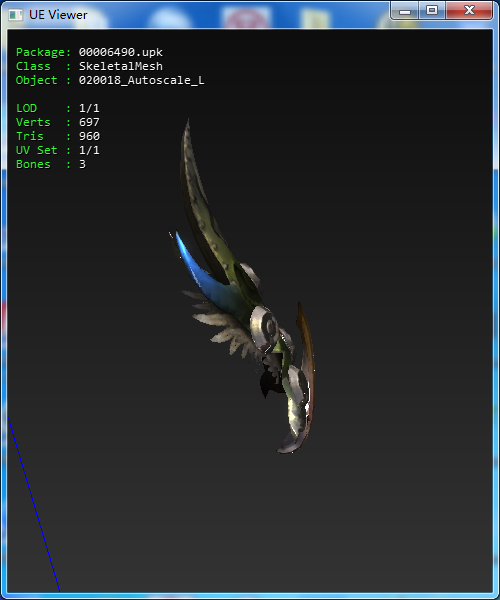 UE Viewer
Package: 00006490.upk
Class : SkeletalMesh
Object : 020018_Autoscale_L
LOD : 1/1
Verts : 697
Tris : 960
UV Set : 1/1
Bones : 3